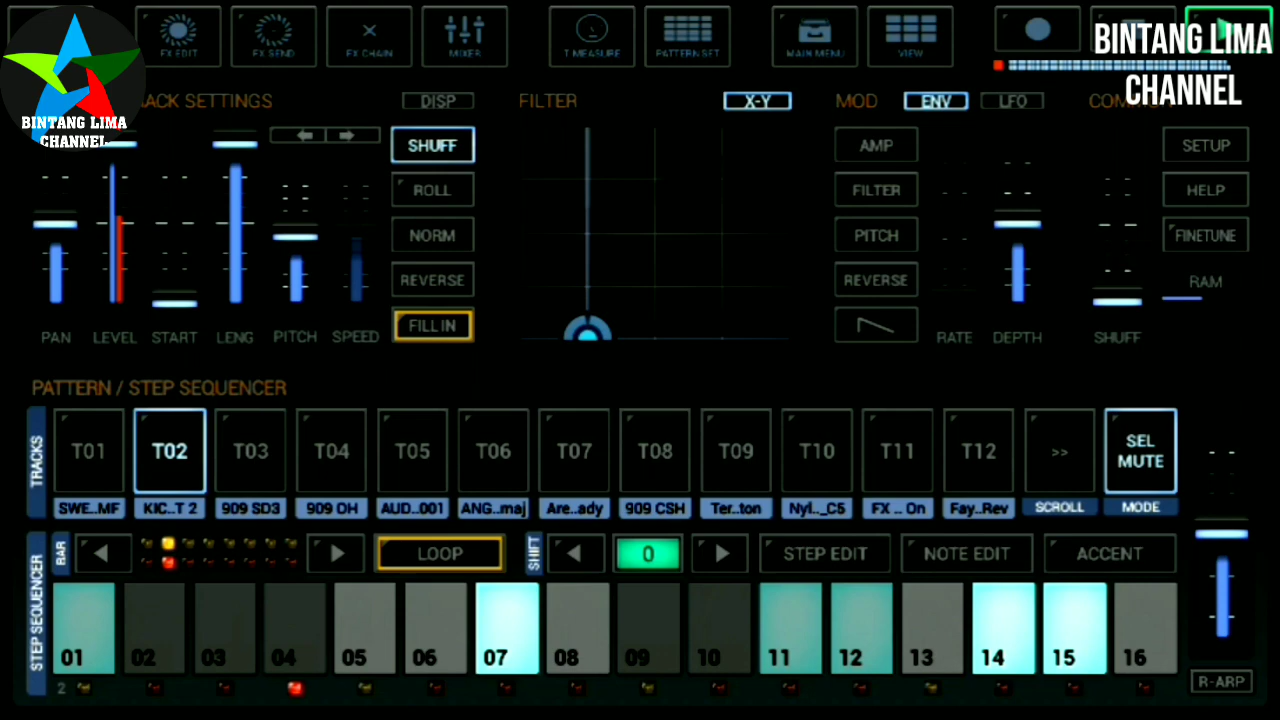 FX EDIT
FX SEND
FX CHAIN
MIXER
T MEASURE
PATTERN SET
MAIN MENU
VIEW
BINTANG LIMA
CHANNEL
BINTANG LIMA
CHANNEL
ACK SETTINGS
DISP
FILTER
X-Y
MOD
ENV
LFO
SHUFF
ROLL
NORM
REVERSE
FILL IN
AMP
FILTER
PITCH
REVERSE
SETUP
HELP
FINETUNE
RAM
PAN
LEVEL
START
LENG
PITCH
SPEED
RATE
DEPTH
SHUFF
PATTERN / STEP SEQUENCER
TRACKS
T01
T02
T03
T04
T05
T06
T07
T08
T09
T10
T11
T12
>>
SEL
MUTE
SWE..MF
KIC..T 2
909 SD3
909 OH
AUD..001
ANG..maj
Are..ady
909 CSH
Ter..ton
Nyl.._C5
FX .. On
Fay..Rev
SCROLL
MODE
STEP SEQUENCER
BAR
LOOP
SHIFT
0
STEP EDIT
NOTE EDIT
ACCENT
01
02
03
04
05
06
07
08
09
10
11
12
13
14
15
16
2
R-ARP